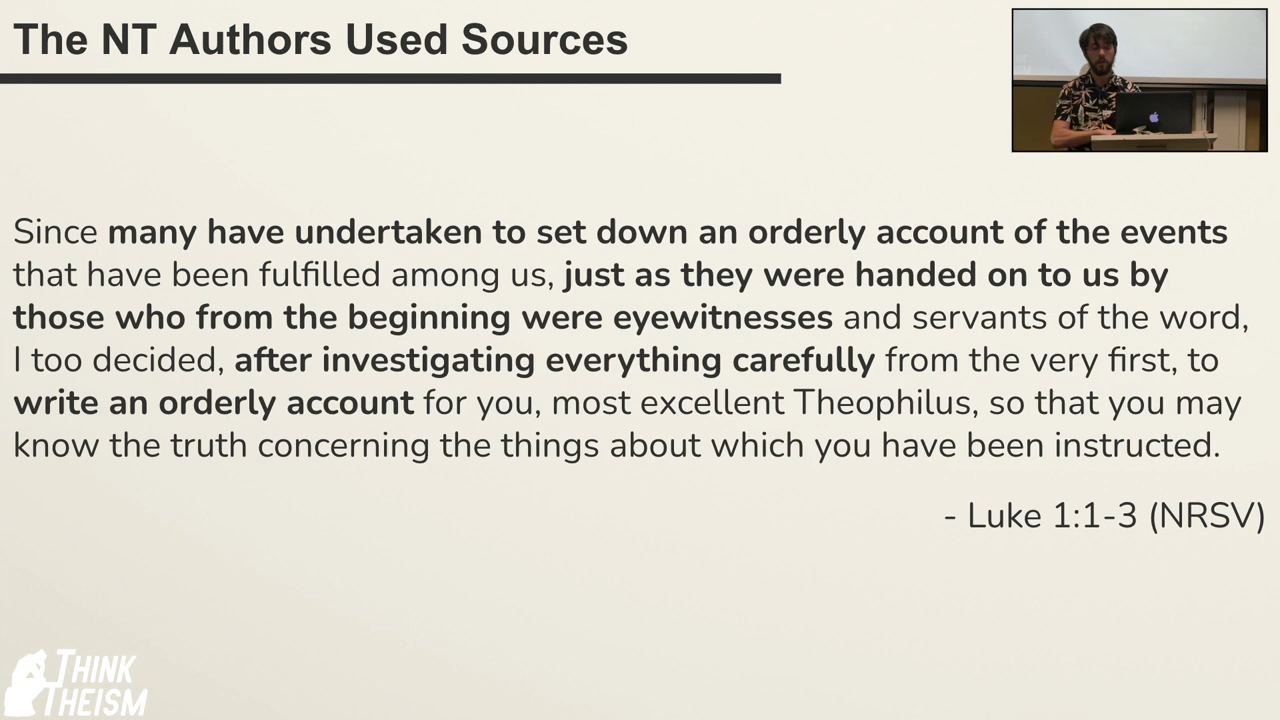 The NT Authors Used Sources
Since many have undertaken to set down an orderly account of the events
that have been fulfilled among us, just as they were handed on to us by
those who from the beginning were eyewitnesses and servants of the word,
I too decided, after investigating everything carefully from the very first, to
write an orderly account for you, most excellent Theophilus, so that you may
know the truth concerning the things about which you have been instructed.
- Luke 1:1-3 (NRSV)
THINK
THEISM